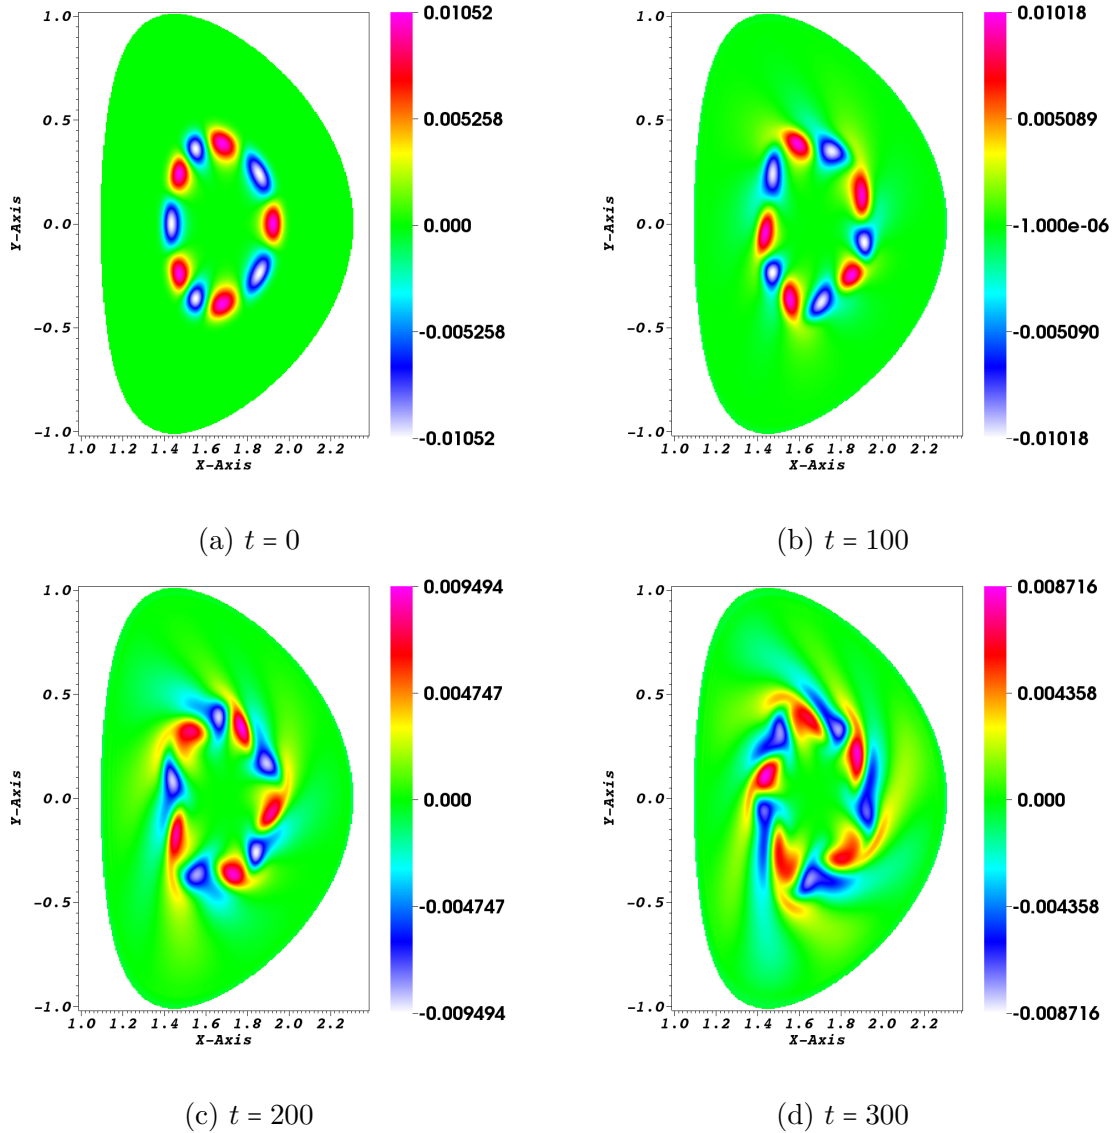 1.0
0.5
0.0
-0.5
-1.0
Y-Axis
1.0 1.2 1.4 1.6 1.8 2.0 2.2
X-Axis
0.01052
0.005258
0.000
-0.005258
-0.01052
(a) t = 0
1.0
0.5
0.0
-0.5
-1.0
Y-Axis
1.0 1.2 1.4 1.6 1.8 2.0 2.2
X-Axis
0.01018
0.005089
-1.000e-06
-0.005090
-0.01018
(b) t = 100
1.0
0.5
0.0
-0.5
-1.0
Y-Axis
1.0 1.2 1.4 1.6 1.8 2.0 2.2
X-Axis
0.009494
0.004747
0.000
-0.004747
-0.009494
(c) t = 200
1.0
0.5
0.0
-0.5
-1.0
Y-Axis
1.0 1.2 1.4 1.6 1.8 2.0 2.2
X-Axis
0.008716
0.004358
0.000
-0.004358
-0.008716
(d) t = 300